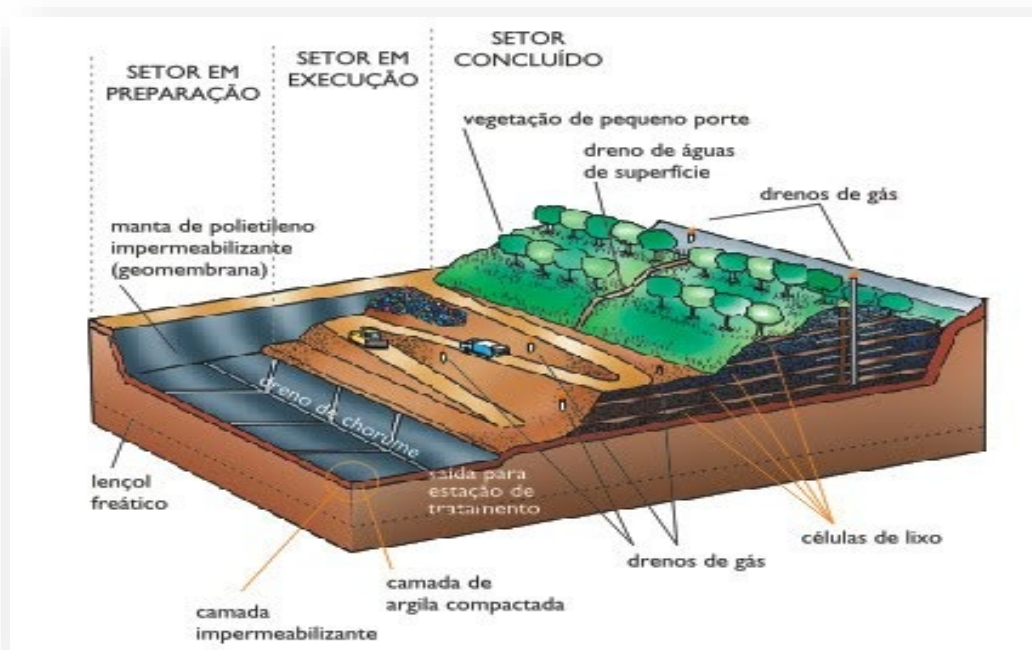 SETOR EM
PREPARAÇÃO
SETOR EM
EXECUÇÃO
SETOR
CONCLUÍDO
vegetação de pequeno porte
dreno de águas
de superfície
drenos de gás
manta de polietileno
impermeabilizante
(geomembrana)
dreno de chorume
lençol
freático
saída para
estação de
tratamento
células de lixo
drenos de gás
camada de
argila compactada
camada
impermeabilizante